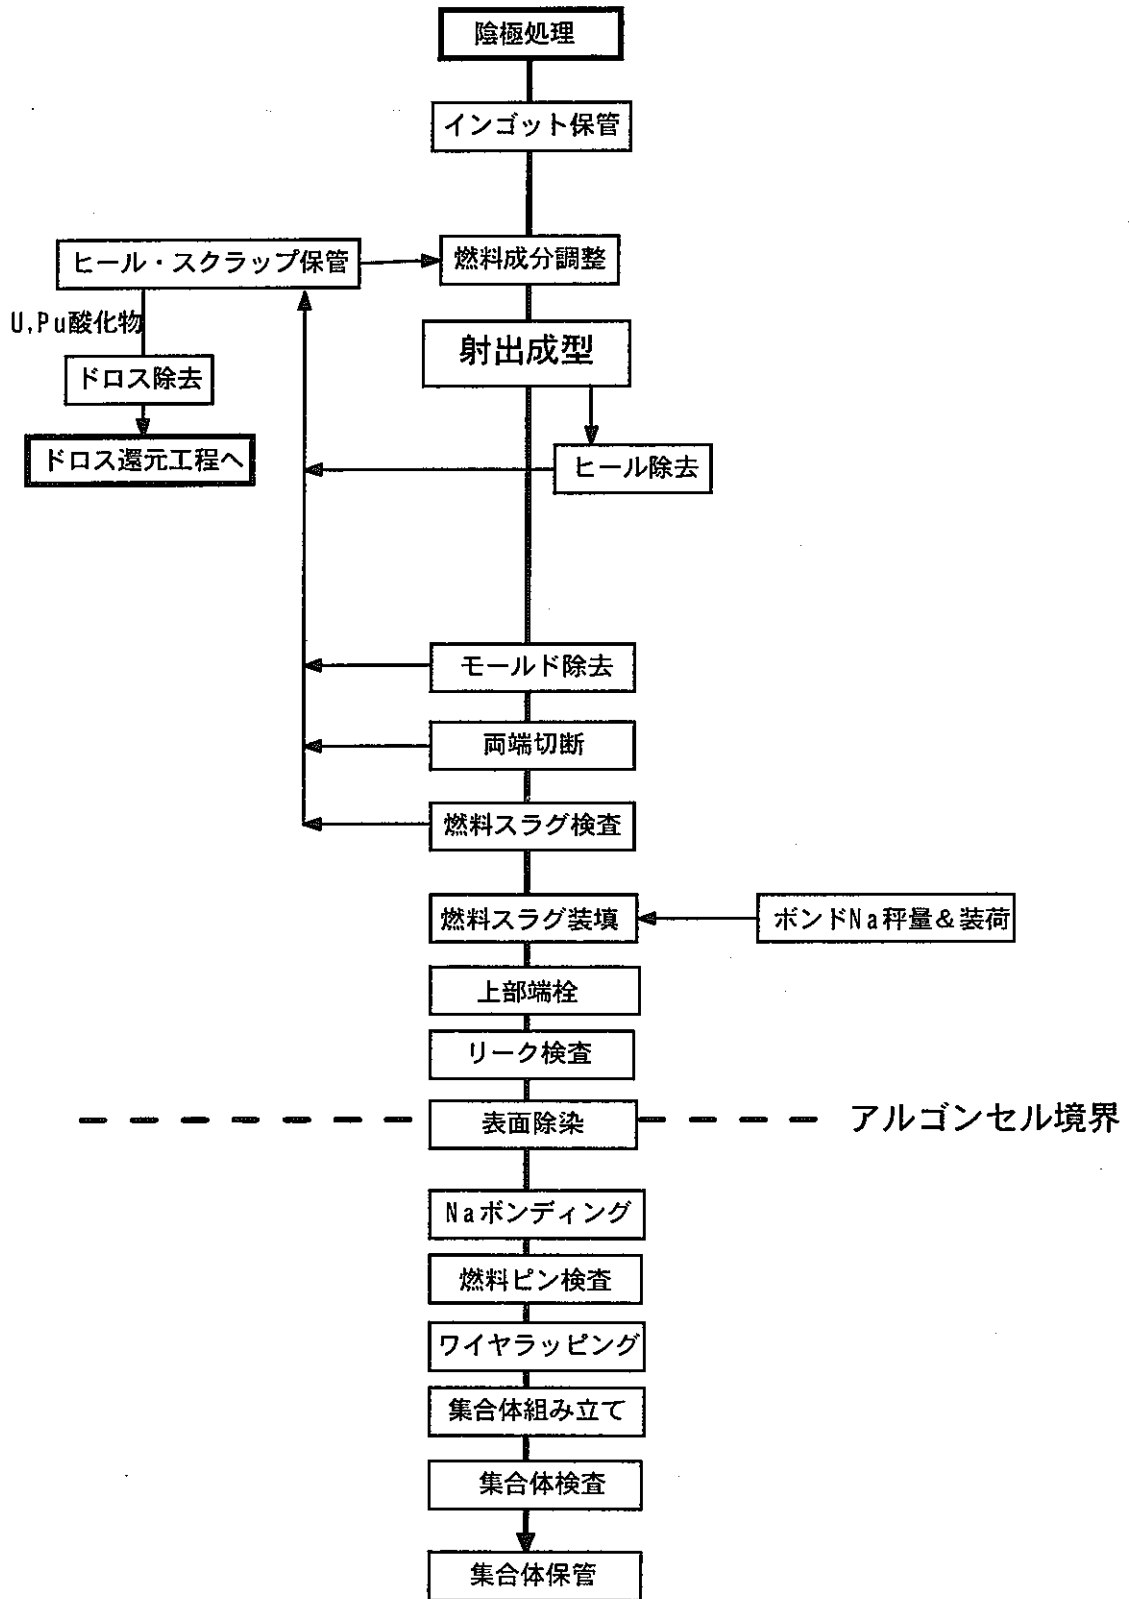 陰極処理
インゴット保管
ヒール・スクラップ保管
燃料成分調整
U,Pu酸化物
射出成型
ドロス除去
ドロス還元工程へ
ヒール除去
モールド除去
両端切断
燃料スラグ検査
燃料スラグ装填
ボンドNa秤量＆装荷
上部端栓
リーク検査
表面除染
アルゴンセル境界
Naボンディング
燃料ピン検査
ワイヤラッピング
集合体組み立て
集合体検査
集合体保管